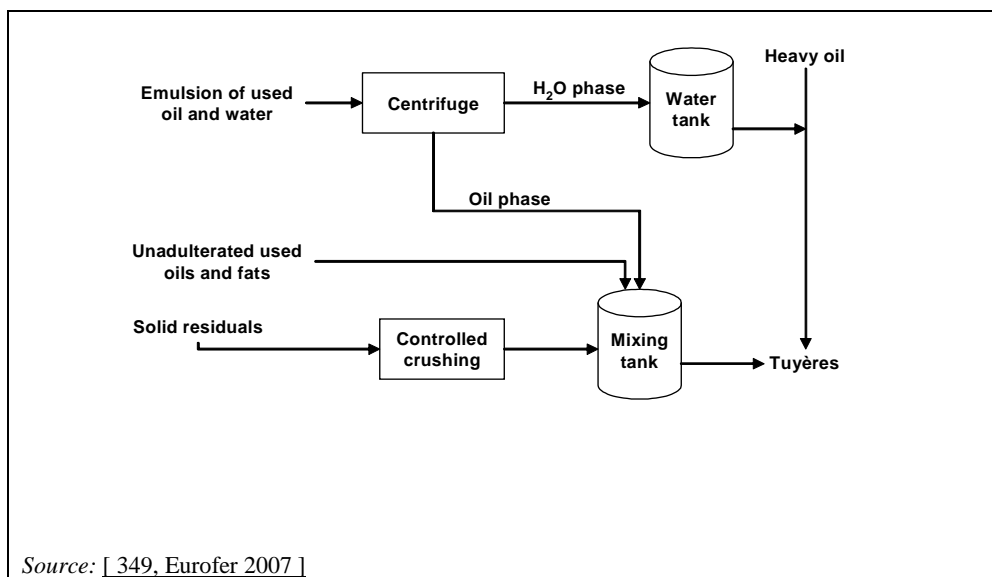 Heavy oil
Emulsion of used
oil and water
Centrifuge
H₂O phase
Water
tank
Oil phase
Unadulterated used
oils and fats
Solid residuals
Controlled
crushing
Mixing
tank
Tuyères
Source: [ 349, Eurofer 2007 ]